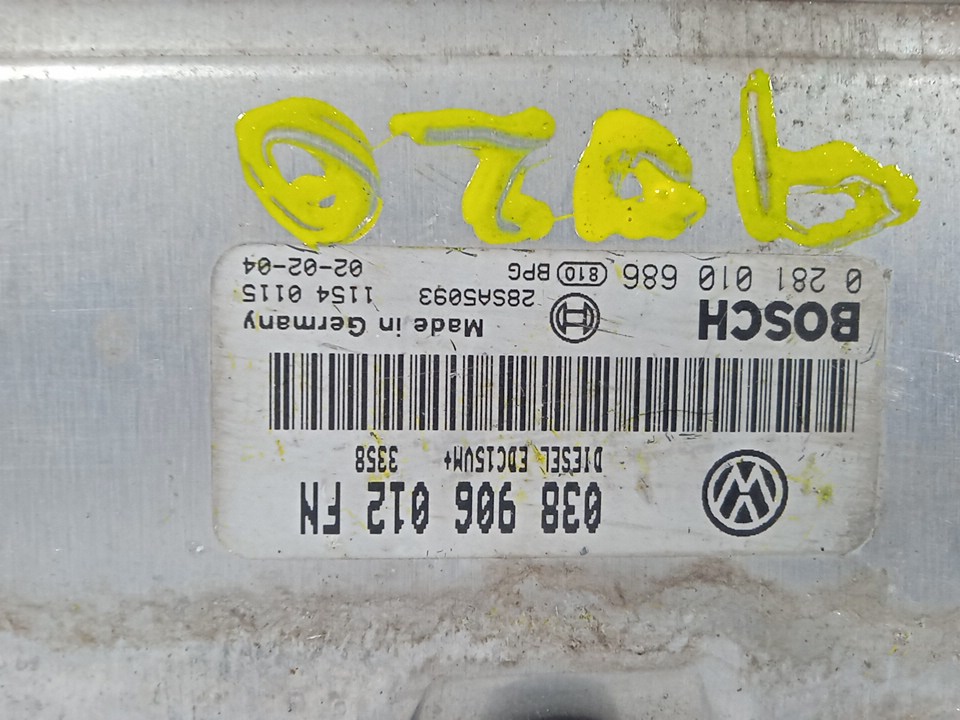 038 906 012 FN
DIESEL EDC15VM+ 3358
BOSCH Made in Germany
28SA5093 1154 0115
0 281 010 686 810 BPG 02-02-04
9020